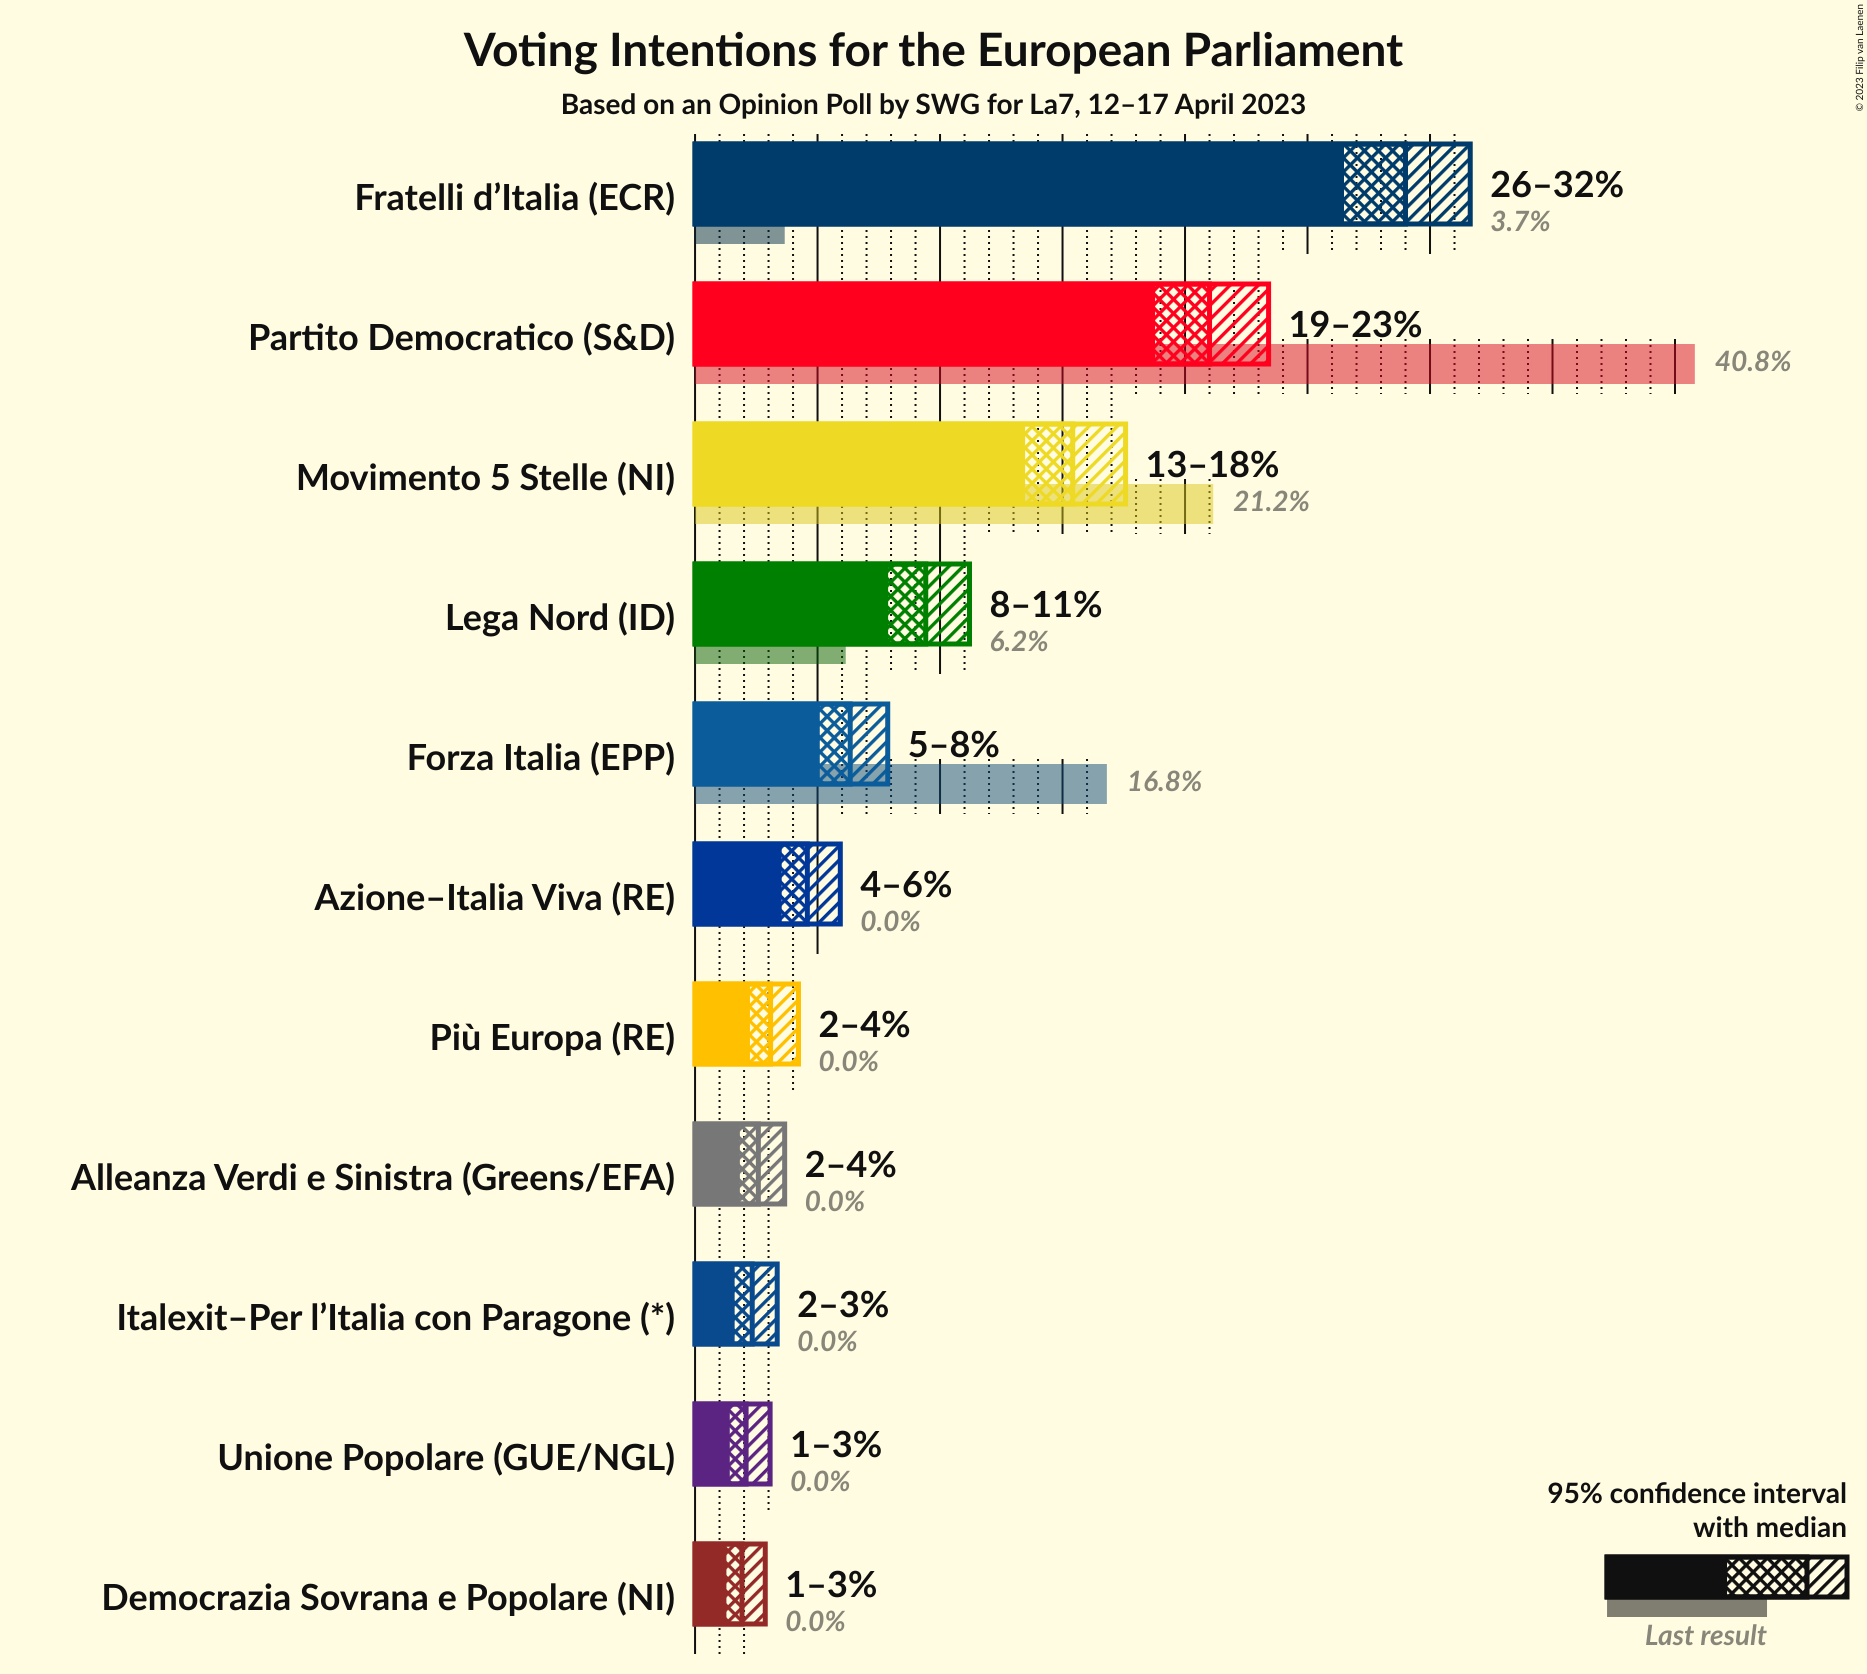 Voting Intentions for the European Parliament
Based on an Opinion Poll by SWG for La7, 12–17 April 2023
© 2023 Filip van Laenen
Fratelli d’Italia (ECR)
26–32%
3.7%
Partito Democratico (S&D)
19–23%
40.8%
Movimento 5 Stelle (NI)
13–18%
21.2%
Lega Nord (ID)
8–11%
6.2%
Forza Italia (EPP)
5–8%
16.8%
Azione–Italia Viva (RE)
4–6%
0.0%
Più Europa (RE)
2–4%
0.0%
Alleanza Verdi e Sinistra (Greens/EFA)
2–4%
0.0%
Italexit–Per l’Italia con Paragone (*)
2–3%
0.0%
Unione Popolare (GUE/NGL)
1–3%
0.0%
Democrazia Sovrana e Popolare (NI)
1–3%
0.0%
95% confidence interval
with median
Last result